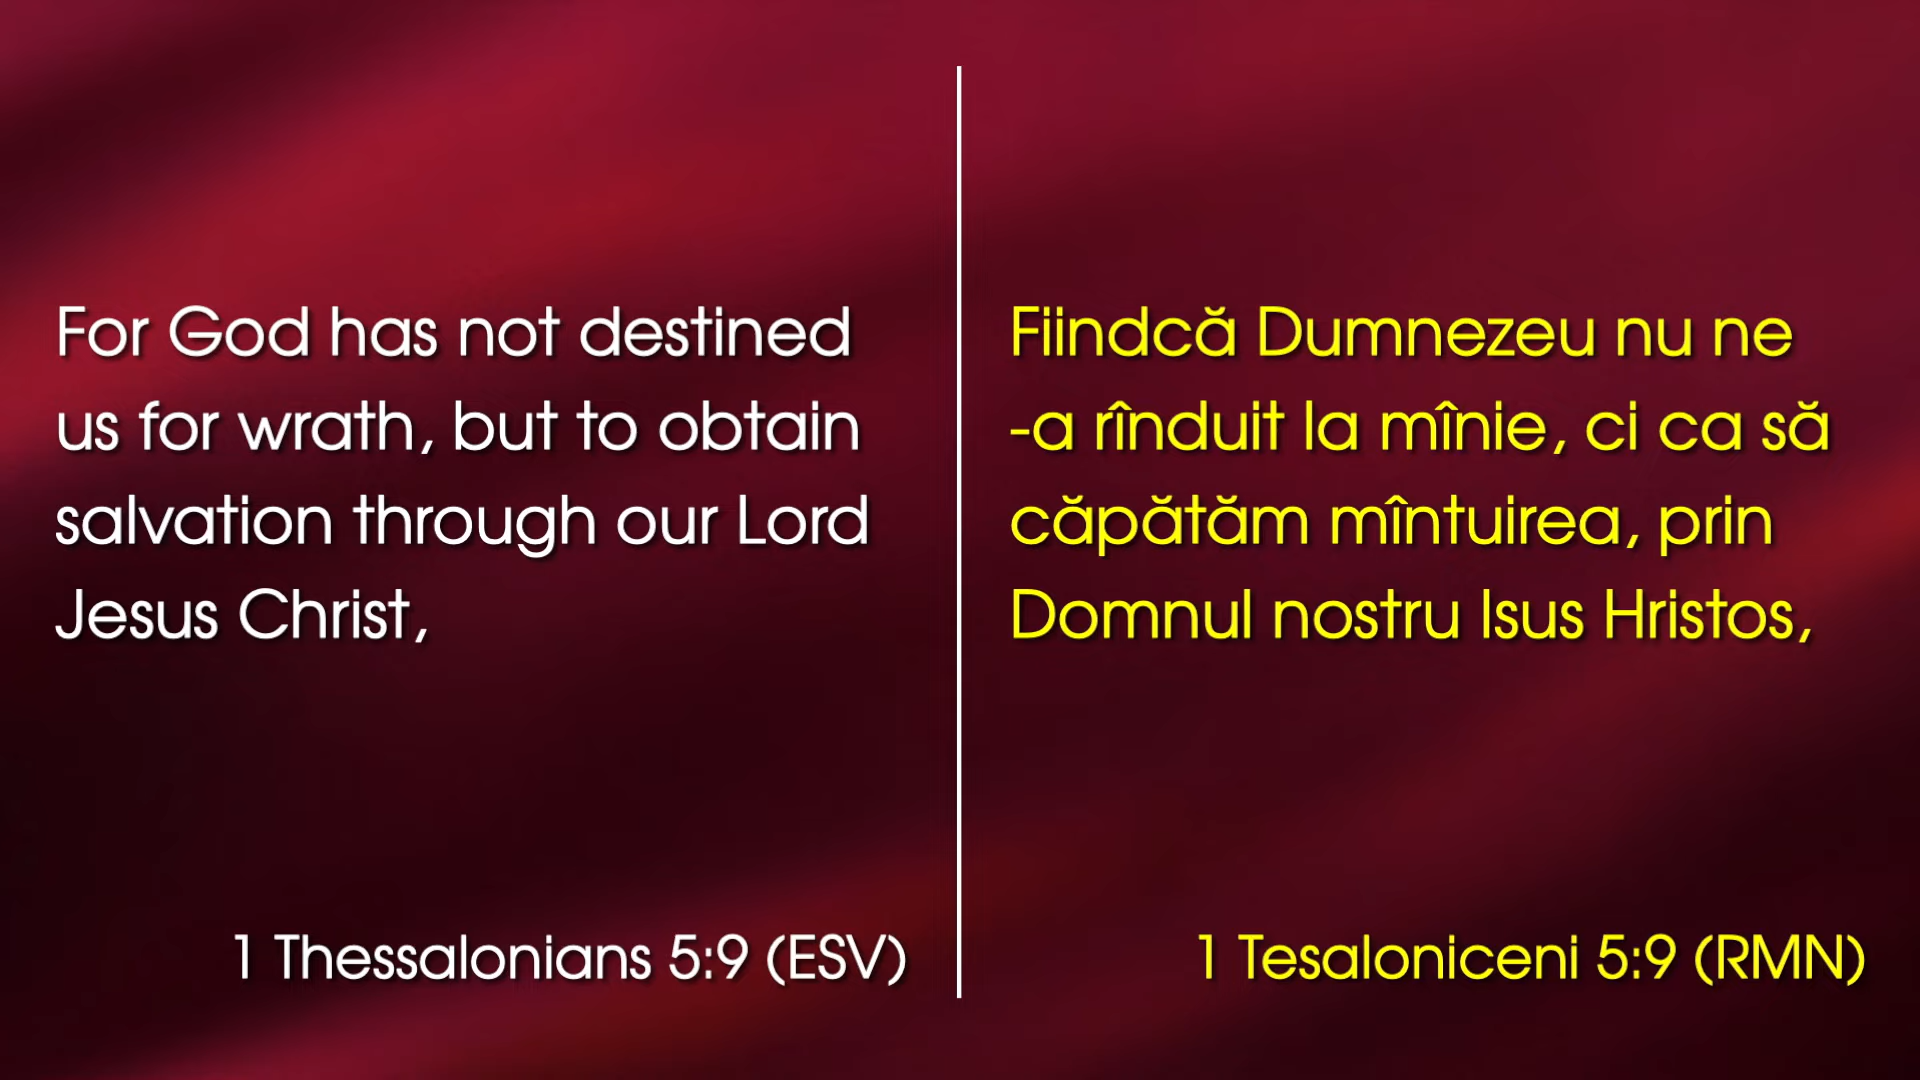 For God has not destined
us for wrath, but to obtain
salvation through our Lord
Jesus Christ,
1 Thessalonians 5:9 (ESV)
Fiindcă Dumnezeu nu ne
-a rînduit la mînie, ci ca să
căpătăm mîntuirea, prin
Domnul nostru Isus Hristos,
1 Tesaloniceni 5:9 (RMN)